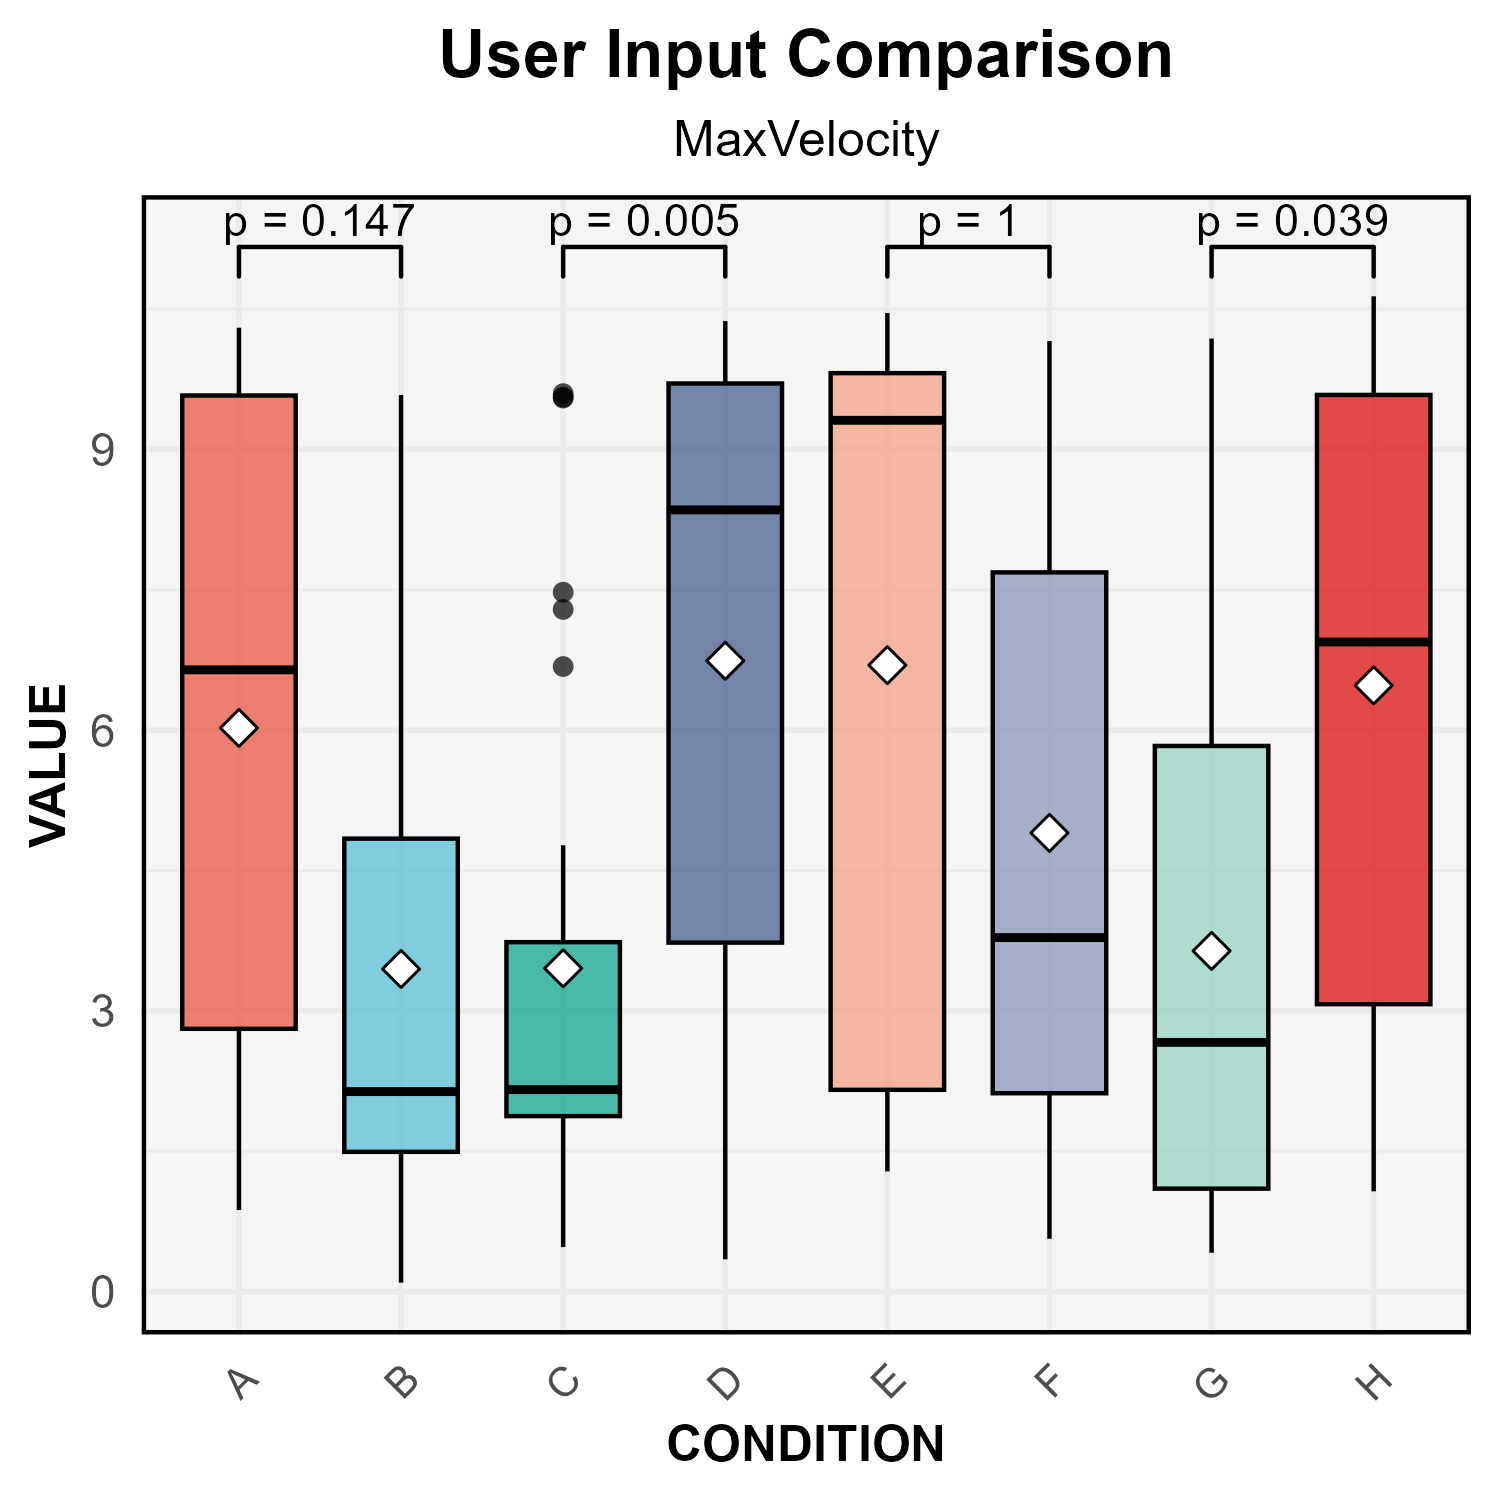 User Input Comparison
MaxVelocity
p = 0.147 p = 0.005 p = 1 p = 0.039
9
6
3
0
VALUE
A B C D E F G H
CONDITION